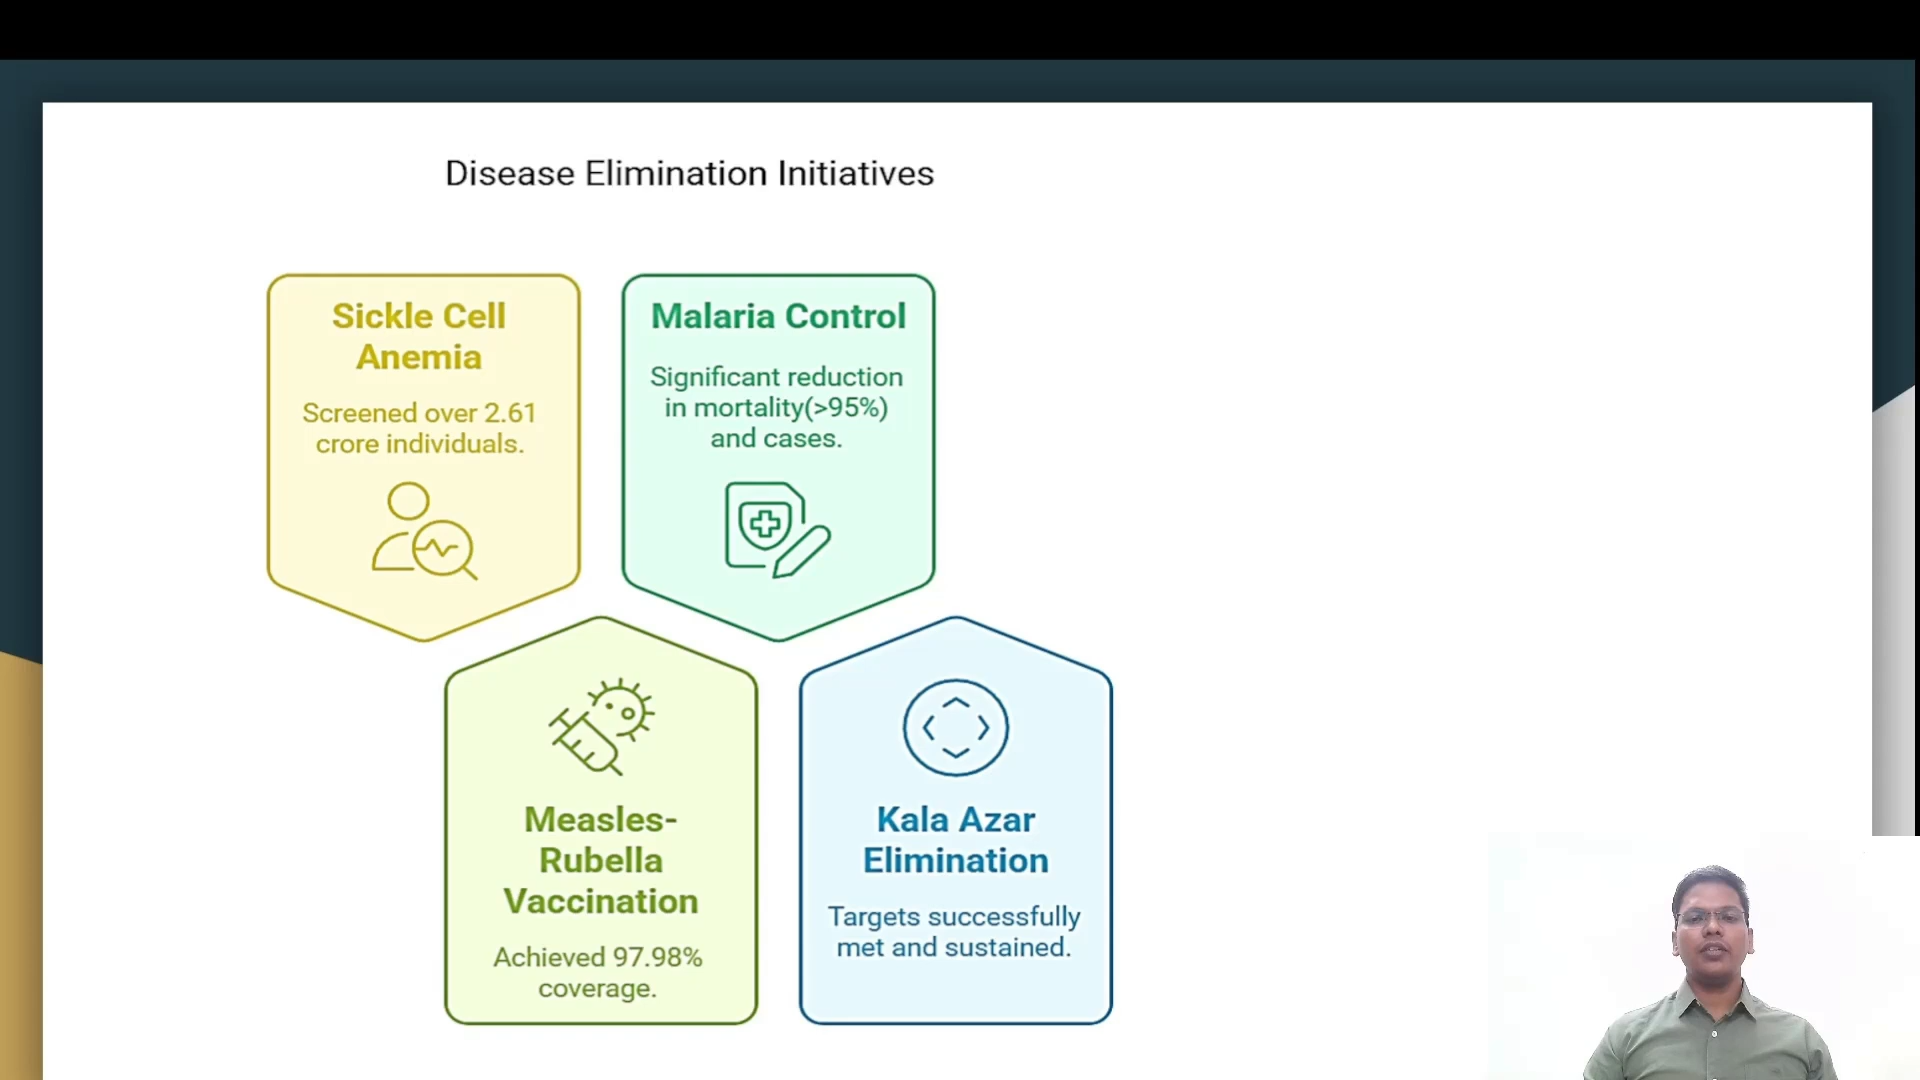 Disease Elimination Initiatives
Sickle Cell
Anemia
Screened over 2.61
crore individuals.
Malaria Control
Significant reduction
in mortality(>95%)
and cases.
Measles-
Rubella
Vaccination
Achieved 97.98%
coverage.
Kala Azar
Elimination
Targets successfully
met and sustained.